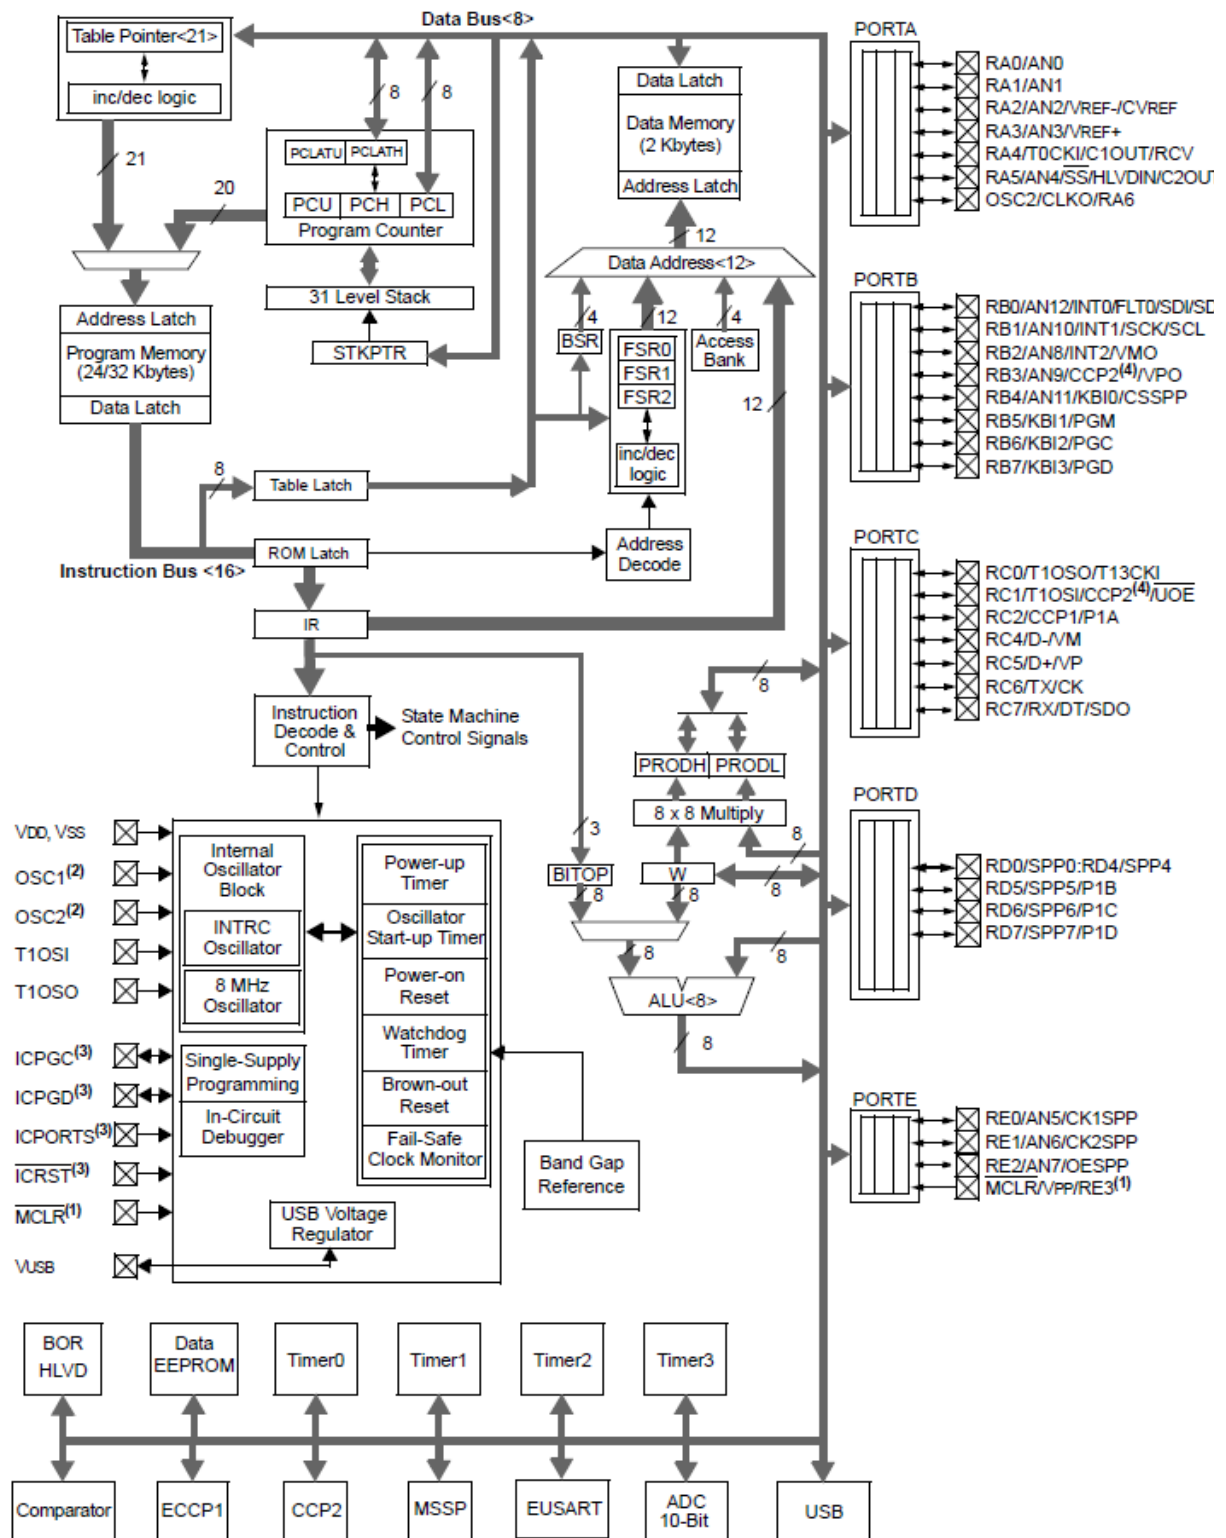 Data Bus<8>
Table Pointer<21>
inc/dec logic
21
20
8
8
PCLATU
PCLATH
PCU
PCH
PCL
Program Counter
31 Level Stack
STKPTR
Address Latch
Program Memory
(24/32 Kbytes)
Data Latch
8
Table Latch
ROM Latch
Instruction Bus <16>
IR
Data Latch
Data Memory
(2 Kbytes)
Address Latch
12
Data Address<12>
4
12
4
BSR
FSR0
FSR1
FSR2
inc/dec
logic
Access
Bank
12
Address
Decode
Instruction
Decode &
Control
State Machine
Control Signals
8
PRODH
PRODL
8 x 8 Multiply
3
8
BITOP
W
8
8
8
8
8
ALU<8>
8
VDD, VSS
OSC1(2)
OSC2(2)
T1OSI
T1OSO
ICPGC(3)
ICPGD(3)
ICPORTS(3)
ICRST(3)
MCLR(1)
VUSB
Internal
Oscillator
Block
INTRC
Oscillator
8 MHz
Oscillator
Single-Supply
Programming
In-Circuit
Debugger
Power-up
Timer
Oscillator
Start-up Timer
Power-on
Reset
Watchdog
Timer
Brown-out
Reset
Fail-Safe
Clock Monitor
Band Gap
Reference
USB Voltage
Regulator
PORTA
RA0/AN0
RA1/AN1
RA2/AN2/VREF-/CVREF
RA3/AN3/VREF+
RA4/T0CKI/C1OUT/RCV
RA5/AN4/SS/HLVDIN/C2OUT
OSC2/CLKO/RA6
PORTB
RB0/AN12/INT0/FLT0/SDI/SD
RB1/AN10/INT1/SCK/SCL
RB2/AN8/INT2/VMO
RB3/AN9/CCP2(4)/VPO
RB4/AN11/KBI0/CSSPP
RB5/KBI1/PGM
RB6/KBI2/PGC
RB7/KBI3/PGD
PORTC
RC0/T1OSO/T13CKI
RC1/T1OSI/CCP2(4)/UOE
RC2/CCP1/P1A
RC4/D-/VM
RC5/D+/VP
RC6/TX/CK
RC7/RX/DT/SDO
PORTD
RD0/SPP0:RD4/SPP4
RD5/SPP5/P1B
RD6/SPP6/P1C
RD7/SPP7/P1D
PORTE
RE0/AN5/CK1SPP
RE1/AN6/CK2SPP
RE2/AN7/OESPP
MCLR/VPP/RE3(1)
BOR
HLVD
Data
EEPROM
Timer0
Timer1
Timer2
Timer3
Comparator
ECCP1
CCP2
MSSP
EUSART
ADC
10-Bit
USB